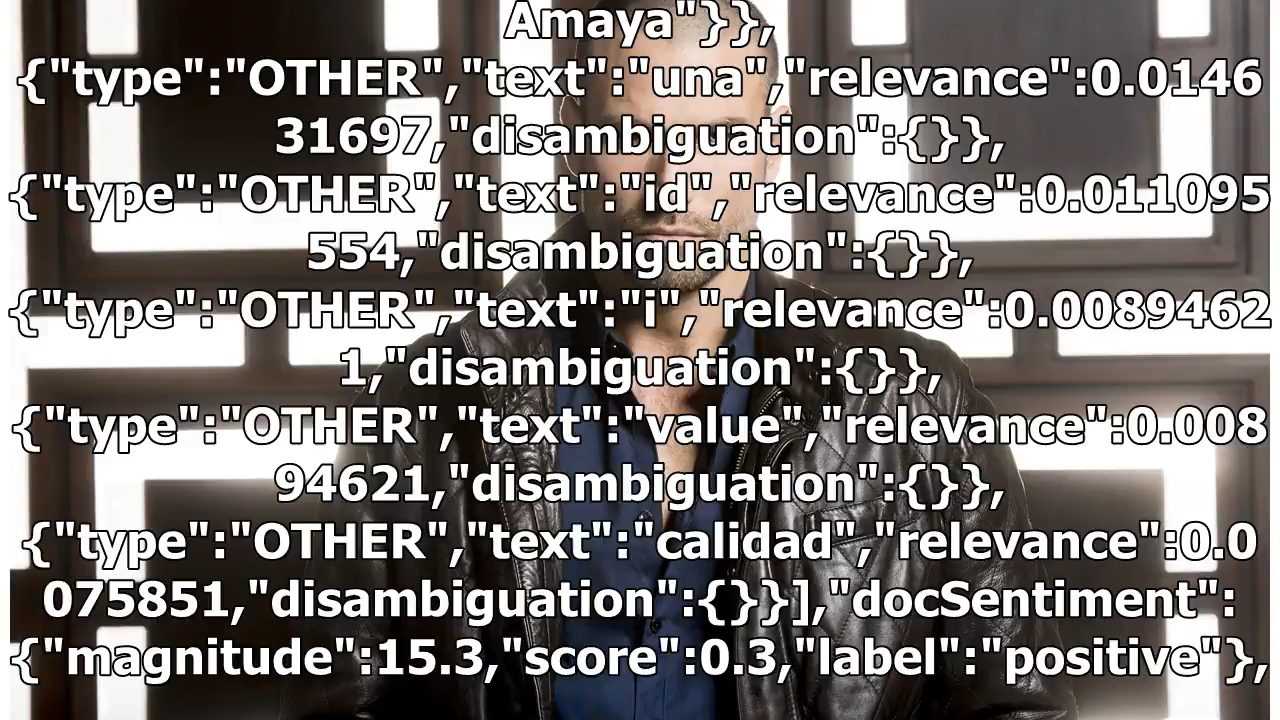 Amaya"}},
{"type":"OTHER","text":"una","relevance":0.0146
31697,"disambiguation":{}},
{"type":"OTHER","text":"id","relevance":0.011095
554,"disambiguation":{}},
{"type":"OTHER","text":"i","relevance":0.0089462
1,"disambiguation":{}},
{"type":"OTHER","text":"value","relevance":0.008
94621,"disambiguation":{}},
{"type":"OTHER","text":"calidad","relevance":0.0
075851,"disambiguation":{}}],"docSentiment":
{"magnitude":15.3,"score":0.3,"label":"positive"},